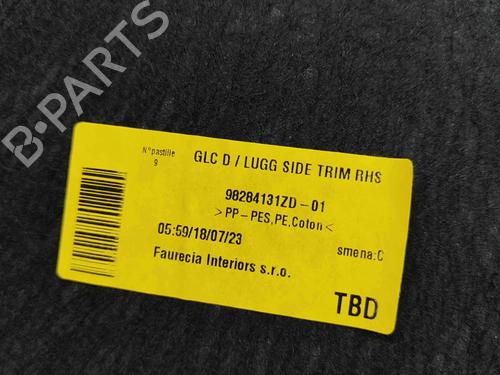 B-PARTS
N°pastille
9
GLC D / LUGG SIDE TRIM RHS
98284131ZD-01
>PP-PES,PE,Coton<
05:59/18/07/23
smena:C
Faurecia Interiors s.r.o.
TBD